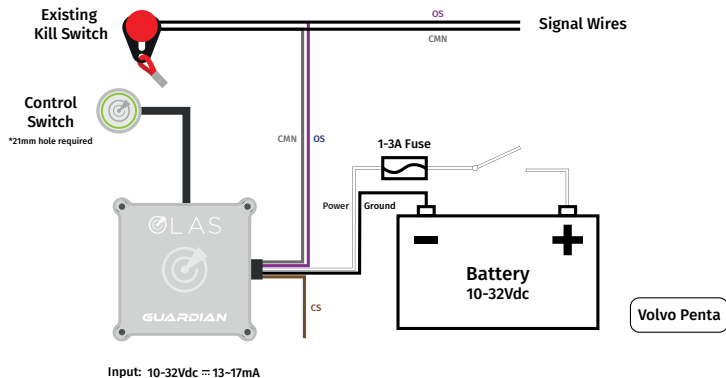 Existing
Kill Switch
OS
CMN
Signal Wires
Control
Switch
*21mm hole required
CMN
OS
1-3A Fuse
Power
Ground
OLAS
GUARDIAN
CS
Battery
10-32Vdc
Volvo Penta
Input: 10-32Vdc ⎓ 13~17mA